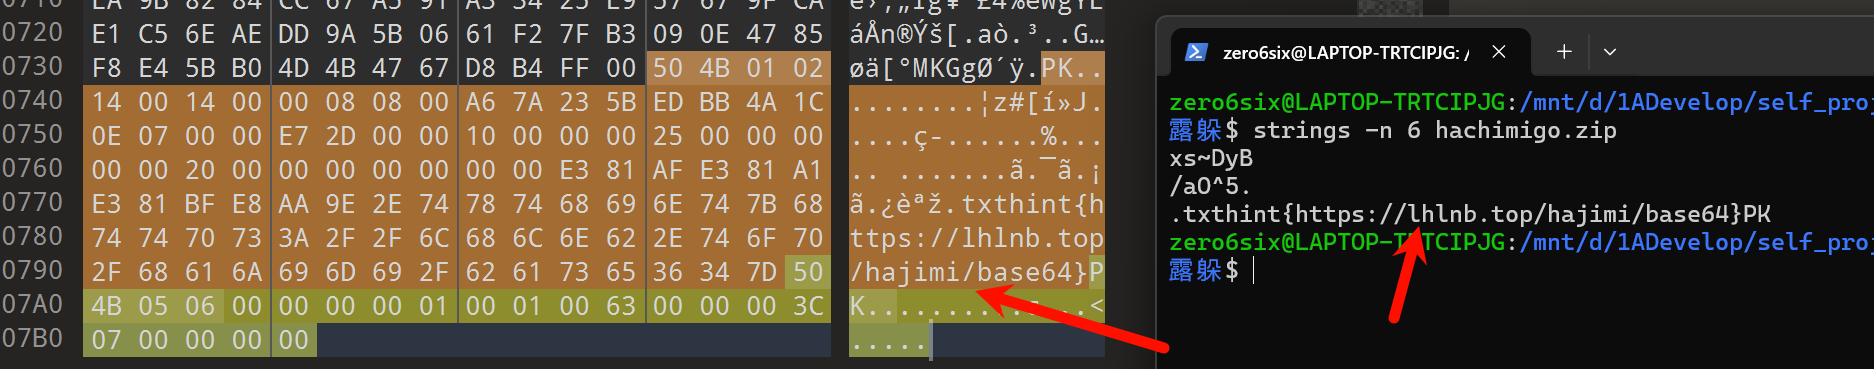 0720 E1 C5 6E AE DD 9A 5B 06 61 F2 7F B3 09 0E 47 85 áÅn®Ýš[.aò.³..G…
0730 F8 E4 5B B0 4D 4B 47 67 D8 B4 FF 00 50 4B 01 02 øä[°MKGgØ´ÿ.PK..
0740 14 00 14 00 00 08 08 00 A6 7A 23 5B ED BB 4A 1C ........¦z#[í»J.
0750 0E 07 00 00 E7 2D 00 00 10 00 00 00 25 00 00 00 ....ç-......%...
0760 00 00 20 00 00 00 00 00 00 00 E3 81 AF E3 81 A1 .. .......ã.¯ã.¡
0770 E3 81 BF E8 AA 9E 2E 74 78 74 68 69 6E 74 7B 68 ã.¿èªž.txthint{h
0780 74 74 70 73 3A 2F 2F 6C 68 6C 6E 62 2E 74 6F 70 ttps://lhlnb.top
0790 2F 68 61 6A 69 6D 69 2F 62 61 73 65 36 34 7D 50 /hajimi/base64}P
07A0 4B 05 06 00 00 00 00 01 00 01 00 63 00 00 00 3C K..........c...<
07B0 07 00 00 00 00 .....
zero6six@LAPTOP-TRTCIPJG: /
zero6six@LAPTOP-TRTCIPJG:/mnt/d/1ADevelop/self_pro
露躲$ strings -n 6 hachimigo.zip
xs~DyB
/aO^5.
.txthint{https://lhlnb.top/hajimi/base64}PK
zero6six@LAPTOP-TRTCIPJG:/mnt/d/1ADevelop/self_pro
露躲$